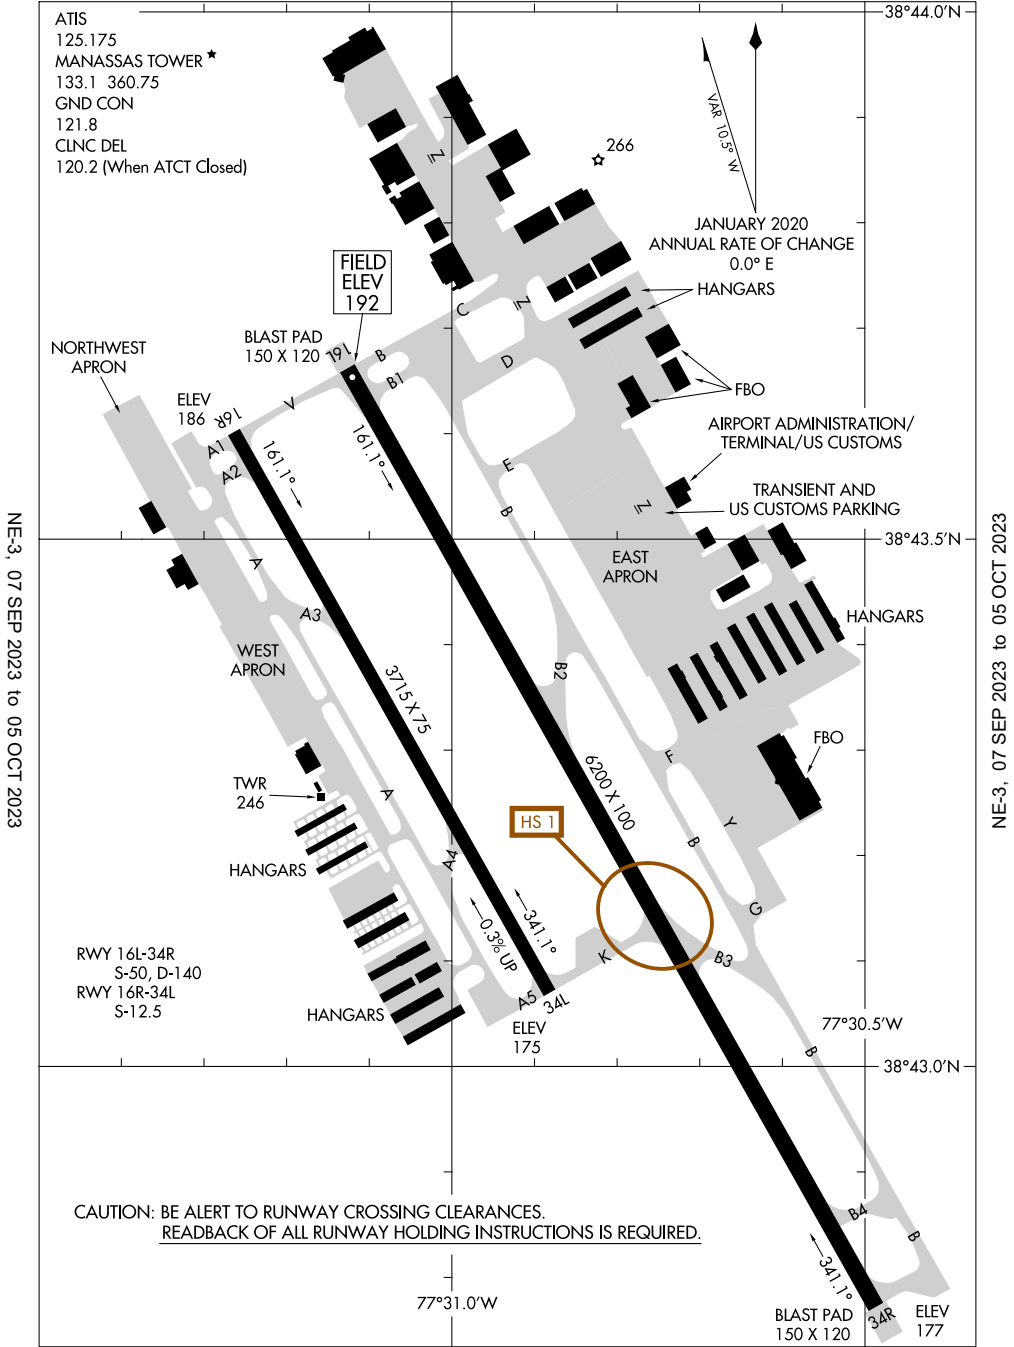 ATIS
125.175
MANASSAS TOWER
133.1 360.75
GND CON
121.8
CLNC DEL
120.2 (When ATCT Closed)
38°44.0'N
VAR 10.5° W
266
JANUARY 2020
ANNUAL RATE OF CHANGE
0.0° E
Z
FIELD
ELEV
192
HANGARS
Z
C
BLAST PAD
150 X 120
16L
B
B1
D
NORTHWEST
APRON
FBO
ELEV
186
16R
V
AIRPORT ADMINISTRATION/
TERMINAL/US CUSTOMS
A1
A2
161.1°
161.1°
E
B
TRANSIENT AND
US CUSTOMS PARKING
Z
38°43.5'N
EAST
APRON
A
A3
HANGARS
WEST
APRON
B2
3715 X 75
F
FBO
6200 X 100
TWR
246
A
HS 1
Y
B
A4
HANGARS
G
341.1°
0.3% UP
K
B3
RWY 16L-34R
S-50, D-140
RWY 16R-34L
S-12.5
A5
34L
HANGARS
ELEV
175
77°30.5'W
B
38°43.0'N
CAUTION: BE ALERT TO RUNWAY CROSSING CLEARANCES.
READBACK OF ALL RUNWAY HOLDING INSTRUCTIONS IS REQUIRED.
B4
B
341.1°
77°31.0'W
BLAST PAD
150 X 120
34R
ELEV
177
NE-3, 07 SEP 2023 to 05 OCT 2023
NE-3, 07 SEP 2023 to 05 OCT 2023